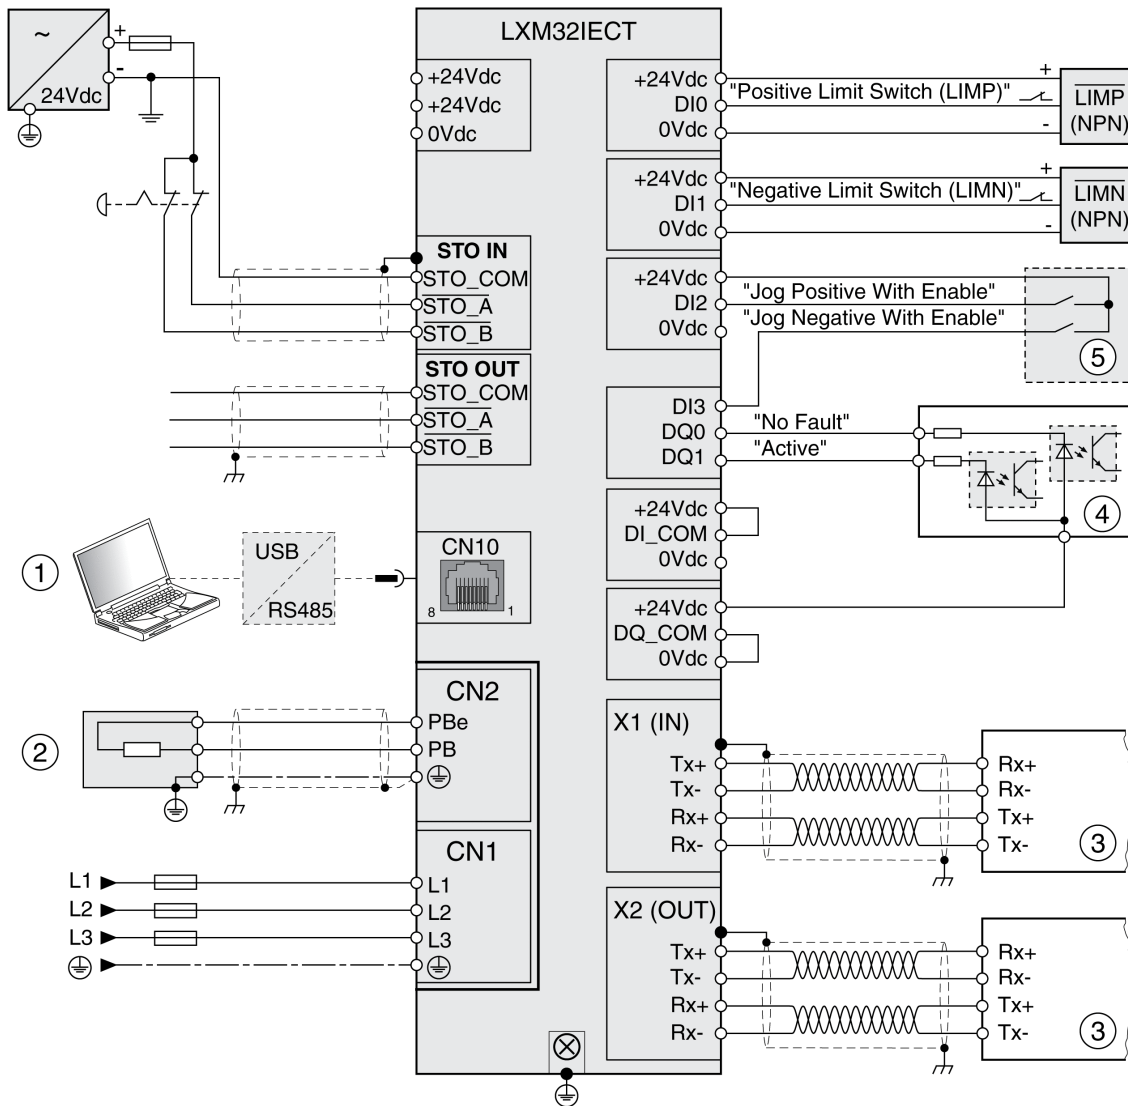 LXM32IECT
~
24Vdc
+
-
+24Vdc
+24Vdc
0Vdc
STO IN
STO_COM
STO_A
STO_B
STO OUT
STO_COM
STO_A
STO_B
1
USB
RS485
CN10
8 1
2
CN2
PBe
PB
CN1
L1 L1
L2 L2
L3 L3
+24Vdc
DI0
0Vdc
"Positive Limit Switch (LIMP)"
+
-
LIMP
(NPN)
+24Vdc
DI1
0Vdc
"Negative Limit Switch (LIMN)"
+
-
LIMN
(NPN)
+24Vdc
DI2
0Vdc
"Jog Positive With Enable"
"Jog Negative With Enable"
5
DI3
DQ0
DQ1
"No Fault"
"Active"
4
+24Vdc
DI_COM
0Vdc
+24Vdc
DQ_COM
0Vdc
X1 (IN)
Tx+ Rx+
Tx- Rx-
Rx+ Tx+
Rx- Tx-
3
X2 (OUT)
Tx+ Rx+
Tx- Rx-
Rx+ Tx+
Rx- Tx-
3